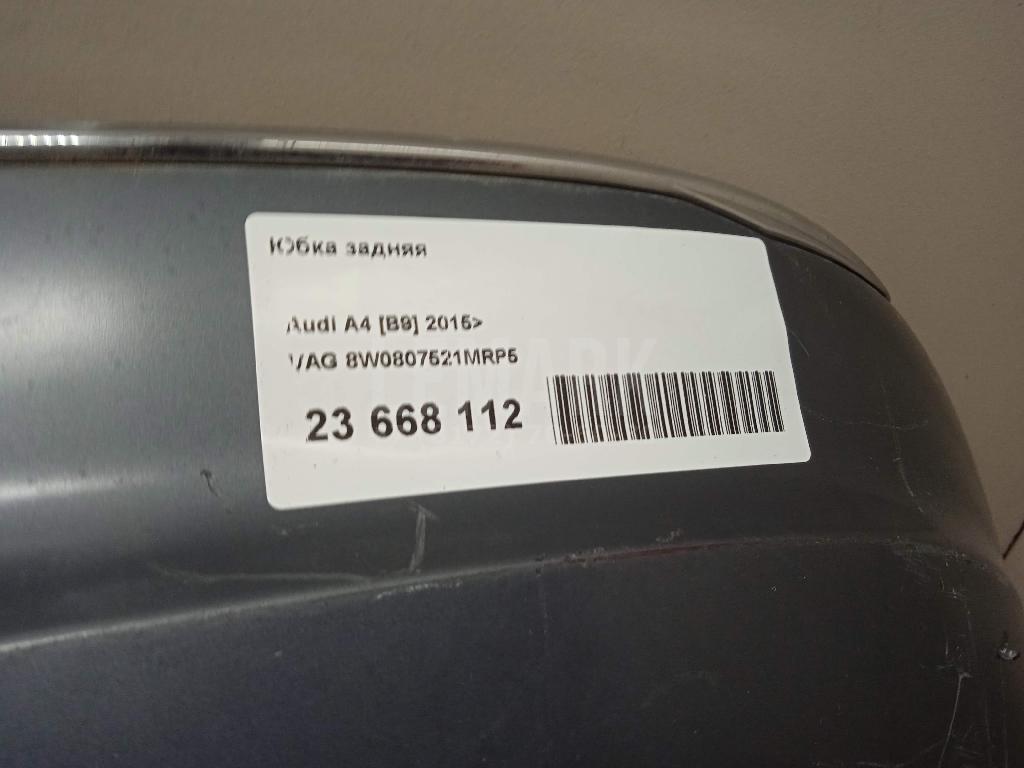 Юбка задняя
Audi A4 [B9] 2015>
VAG 8W0807521MRP5
23 668 112